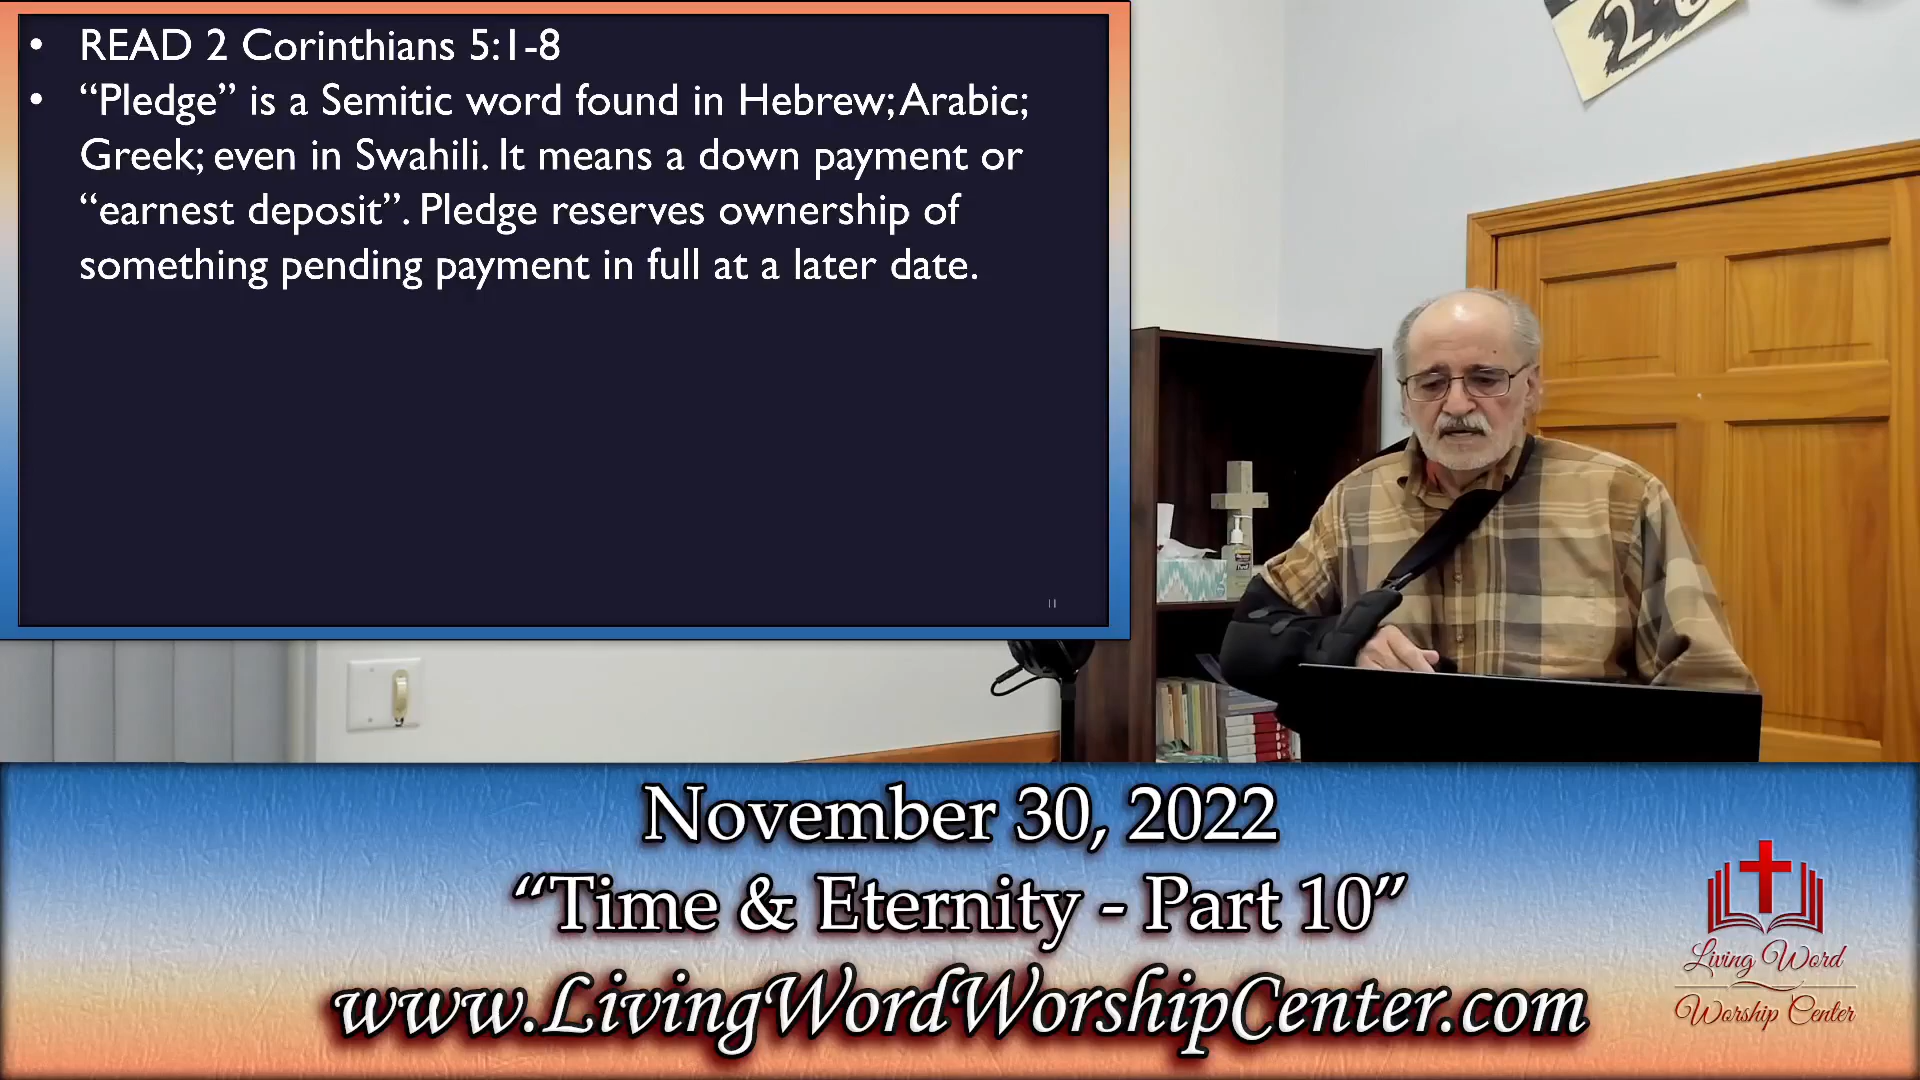 • READ 2 Corinthians 5:1-8
• “Pledge” is a Semitic word found in Hebrew; Arabic;
Greek; even in Swahili. It means a down payment or
“earnest deposit”. Pledge reserves ownership of
something pending payment in full at a later date.
11
November 30, 2022
“Time & Eternity - Part 10”
www.LivingWordWorshipCenter.com
Living Word
Worship Center